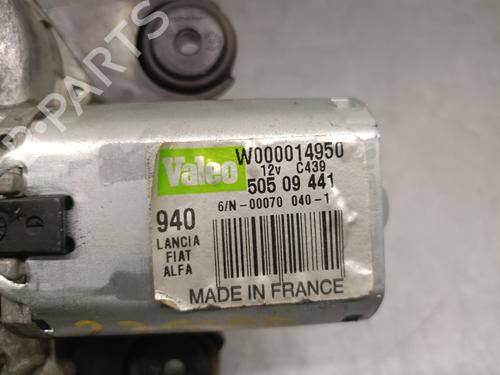 Valeo
W000014950
12v C439
505 09 441
6/N-00070 040-1
940
LANCIA
FIAT
ALFA
MADE IN FRANCE
PARTS